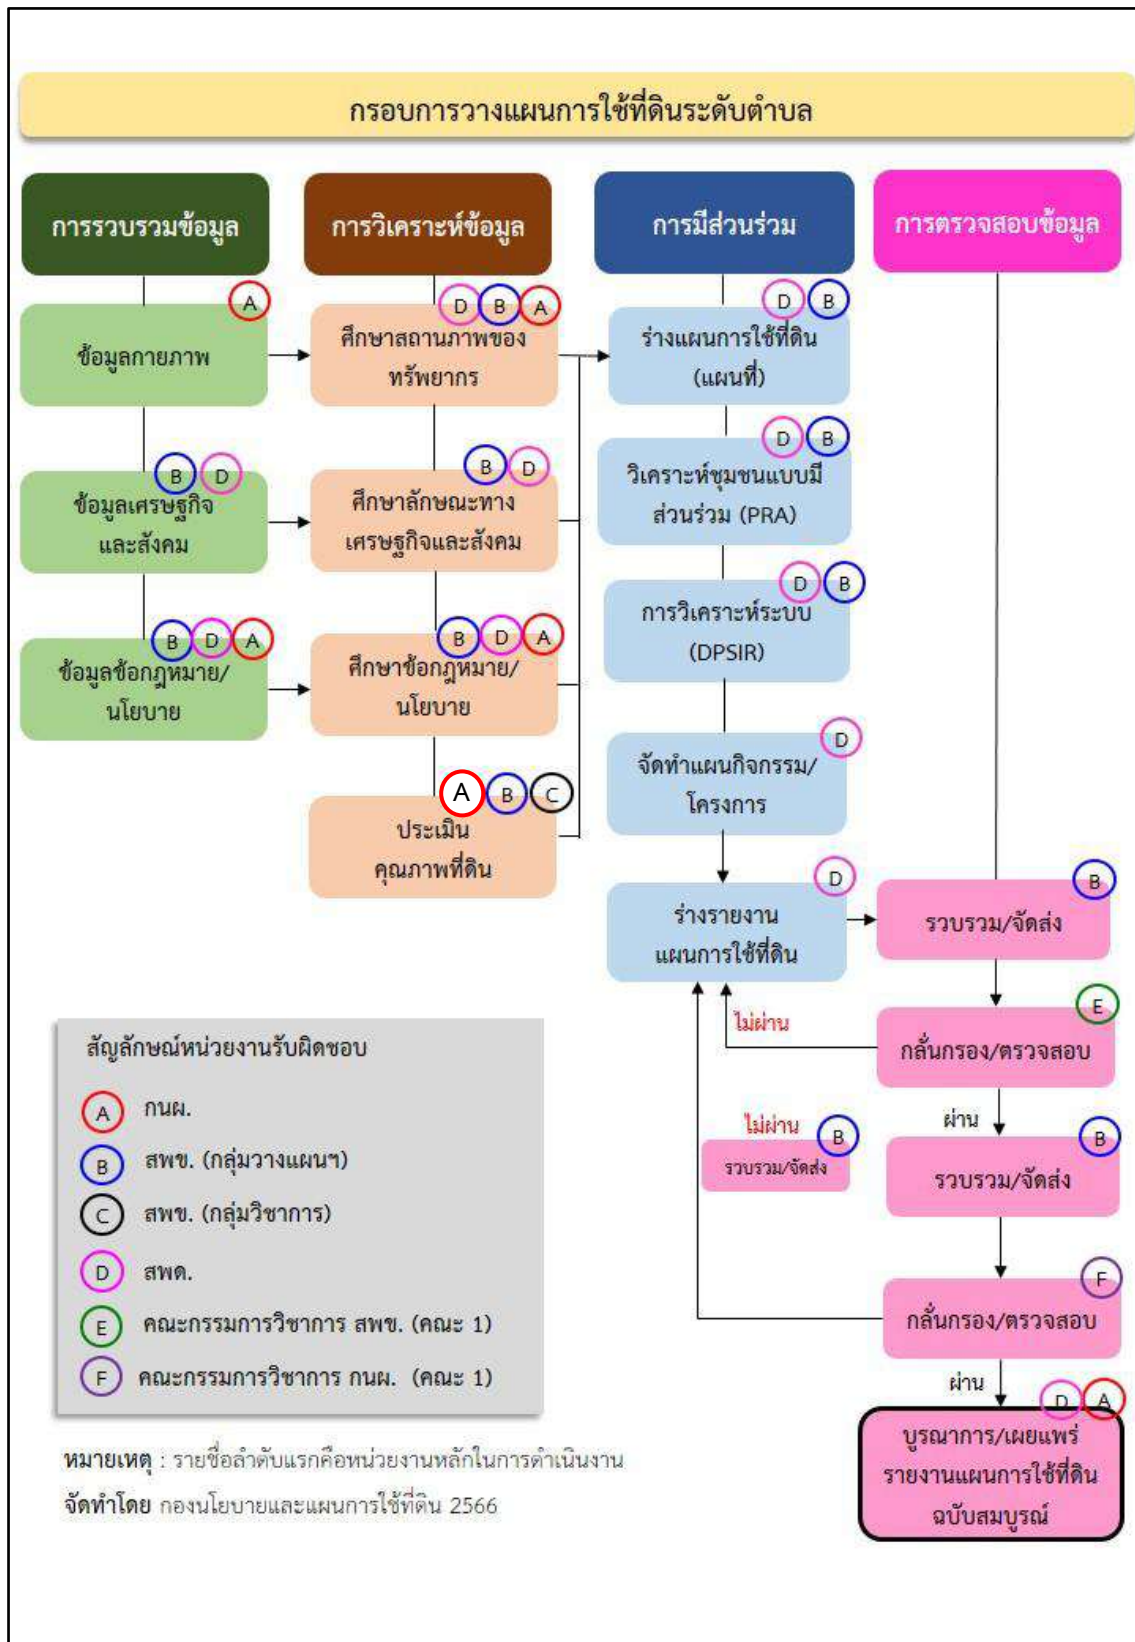 กรอบการวางแผนการใช้ที่ดินระดับตำบล
การรวบรวมข้อมูล
A
ข้อมูลกายภาพ
B D
ข้อมูลเศรษฐกิจ
และสังคม
B D A
ข้อมูลข้อกฎหมาย/
นโยบาย
การวิเคราะห์ข้อมูล
D B A
ศึกษาสถานภาพของ
ทรัพยากร
B D
ศึกษาลักษณะทาง
เศรษฐกิจและสังคม
B D A
ศึกษาข้อกฎหมาย/
นโยบาย
A B C
ประเมิน
คุณภาพที่ดิน
การมีส่วนร่วม
D B
ร่างแผนการใช้ที่ดิน
(แผนที่)
D B
วิเคราะห์ชุมชนแบบมี
ส่วนร่วม (PRA)
D B
การวิเคราะห์ระบบ
(DPSIR)
D
จัดทำแผนกิจกรรม/
โครงการ
D
ร่างรายงาน
แผนการใช้ที่ดิน
การตรวจสอบข้อมูล
B
รวบรวม/จัดส่ง
E
กลั่นกรอง/ตรวจสอบ
ไม่ผ่าน
ผ่าน
B
รวบรวม/จัดส่ง
ไม่ผ่าน
B
รวบรวม/จัดส่ง
F
กลั่นกรอง/ตรวจสอบ
ผ่าน
D A
บูรณาการ/เผยแพร่
รายงานแผนการใช้ที่ดิน
ฉบับสมบูรณ์
สัญลักษณ์หน่วยงานรับผิดชอบ
A กนผ.
B สพข. (กลุ่มวางแผนฯ)
C สพข. (กลุ่มวิชาการ)
D สพด.
E คณะกรรมการวิชาการ สพข. (คณะ 1)
F คณะกรรมการวิชาการ กนผ. (คณะ 1)
หมายเหตุ : รายชื่อลำดับแรกคือหน่วยงานหลักในการดำเนินงาน
จัดทำโดย กองนโยบายและแผนการใช้ที่ดิน 2566